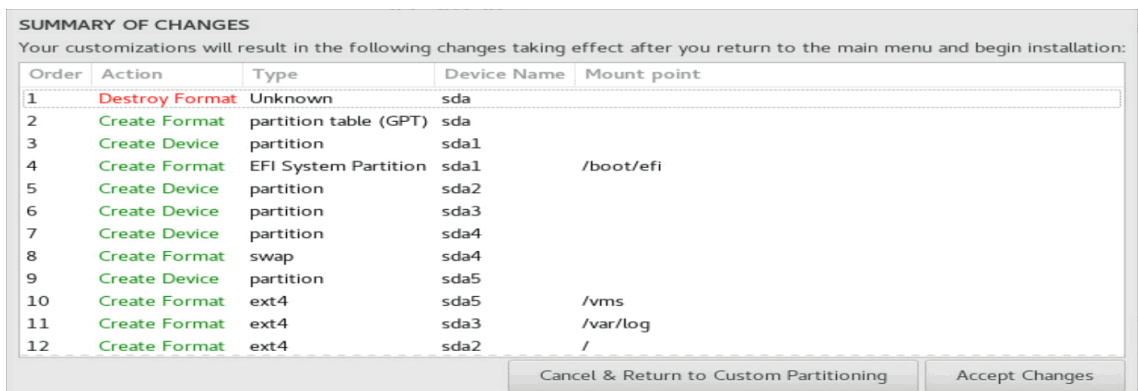 SUMMARY OF CHANGES
Your customizations will result in the following changes taking effect after you return to the main menu and begin installation:
Order Action Type Device Name Mount point
1 Destroy Format Unknown sda
2 Create Format partition table (GPT) sda
3 Create Device partition sda1
4 Create Format EFI System Partition sda1 /boot/efi
5 Create Device partition sda2
6 Create Device partition sda3
7 Create Device partition sda4
8 Create Format swap sda4
9 Create Device partition sda5
10 Create Format ext4 sda5 /vms
11 Create Format ext4 sda3 /var/log
12 Create Format ext4 sda2 /
Cancel & Return to Custom Partitioning Accept Changes